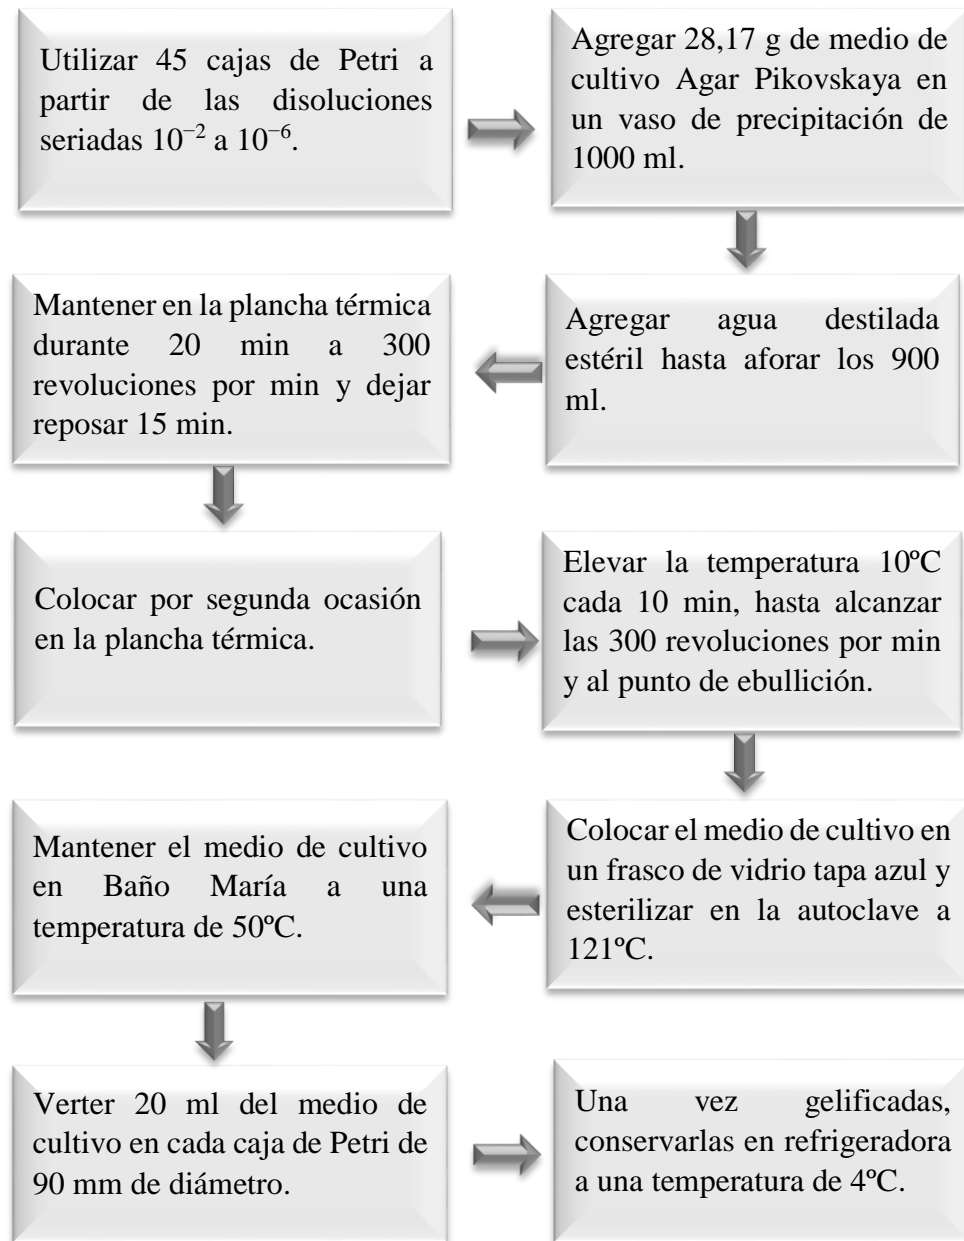 Utilizar 45 cajas de Petri a
partir de las disoluciones
seriadas 10⁻² a 10⁻⁶.
Agregar 28,17 g de medio de
cultivo Agar Pikovskaya en
un vaso de precipitación de
1000 ml.
Agregar agua destilada
estéril hasta aforar los 900
ml.
Mantener en la plancha térmica
durante 20 min a 300
revoluciones por min y dejar
reposar 15 min.
Colocar por segunda ocasión
en la plancha térmica.
Elevar la temperatura 10ºC
cada 10 min, hasta alcanzar
las 300 revoluciones por min
y al punto de ebullición.
Colocar el medio de cultivo en
un frasco de vidrio tapa azul y
esterilizar en la autoclave a
121ºC.
Mantener el medio de cultivo
en Baño María a una
temperatura de 50ºC.
Verter 20 ml del medio de
cultivo en cada caja de Petri de
90 mm de diámetro.
Una vez gelificadas,
conservarlas en refrigeradora
a una temperatura de 4ºC.